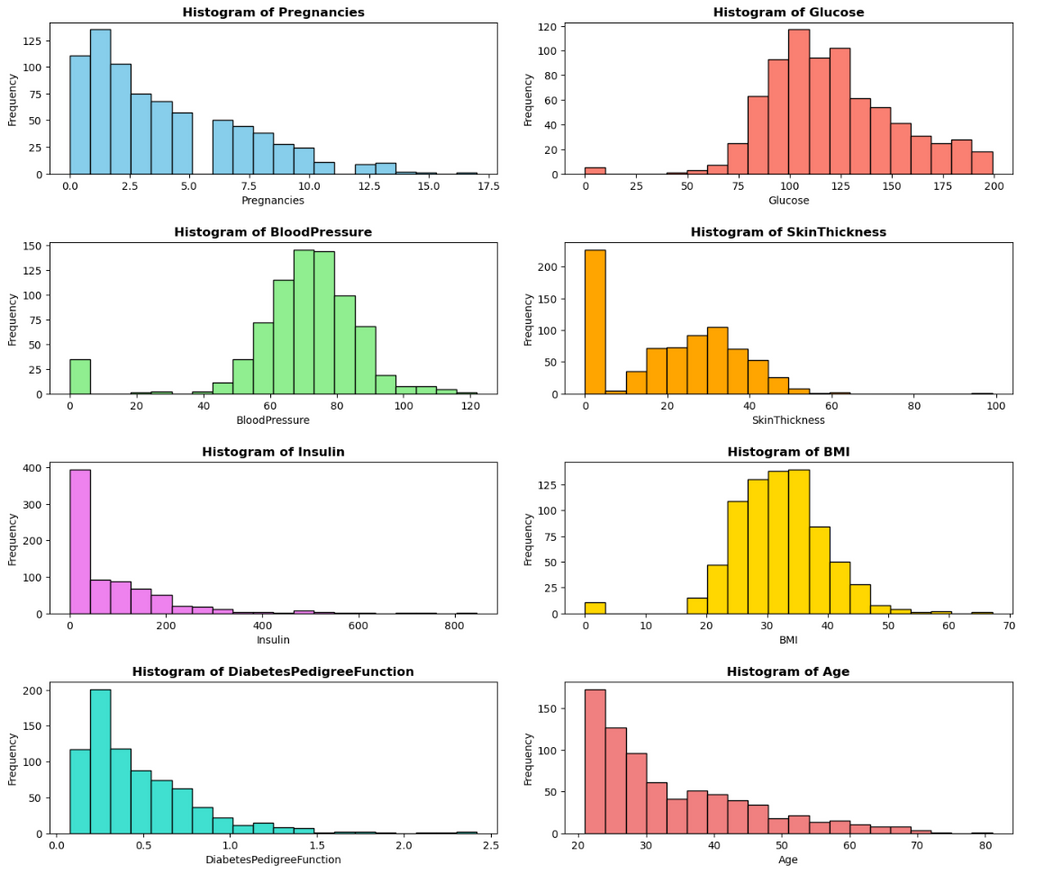 Histogram of Pregnancies
Frequency
125
100
75
50
25
0
0.0 2.5 5.0 7.5 10.0 12.5 15.0 17.5
Pregnancies
Histogram of Glucose
Frequency
120
100
80
60
40
20
0
0 25 50 75 100 125 150 175 200
Glucose
Histogram of BloodPressure
Frequency
150
125
100
75
50
25
0
0 20 40 60 80 100 120
BloodPressure
Histogram of SkinThickness
Frequency
200
150
100
50
0
0 20 40 60 80 100
SkinThickness
Histogram of Insulin
Frequency
400
300
200
100
0
0 200 400 600 800
Insulin
Histogram of BMI
Frequency
125
100
75
50
25
0
0 10 20 30 40 50 60 70
BMI
Histogram of DiabetesPedigreeFunction
Frequency
200
150
100
50
0
0.0 0.5 1.0 1.5 2.0 2.5
DiabetesPedigreeFunction
Histogram of Age
Frequency
150
100
50
0
20 30 40 50 60 70 80
Age